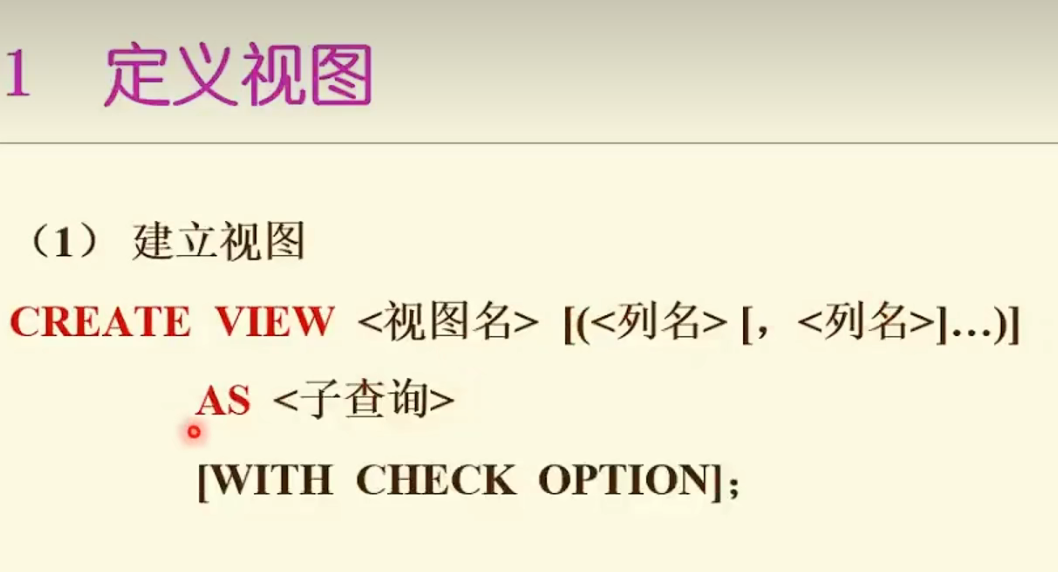 1 定义视图
（1） 建立视图
CREATE VIEW <视图名> [(<列名> [，<列名>]…)]
AS <子查询>
[WITH CHECK OPTION]；